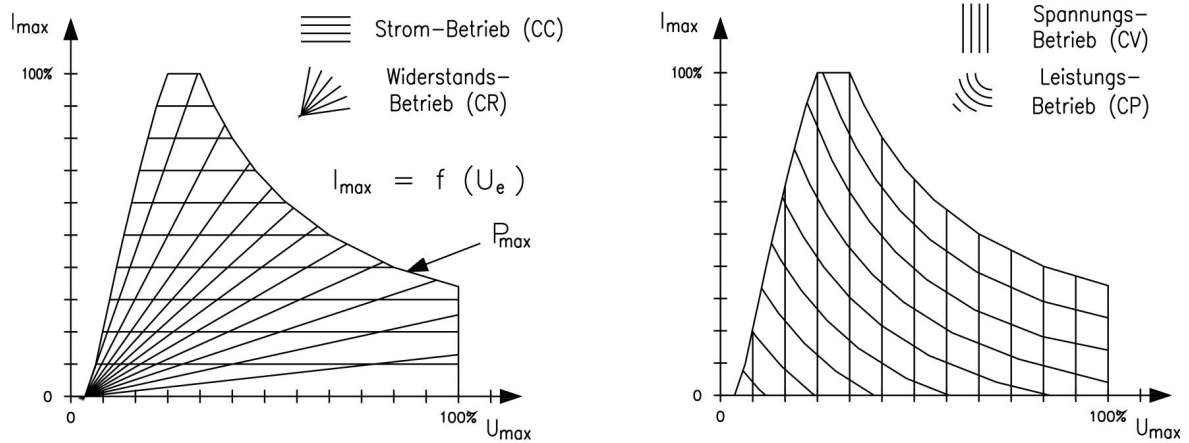 Imax
100%
0
0
100%
Umax
Strom-Betrieb (CC)
Widerstands-
Betrieb (CR)
Imax = f (Ue)
Pmax
Imax
100%
0
0
100%
Umax
Spannungs-
Betrieb (CV)
Leistungs-
Betrieb (CP)